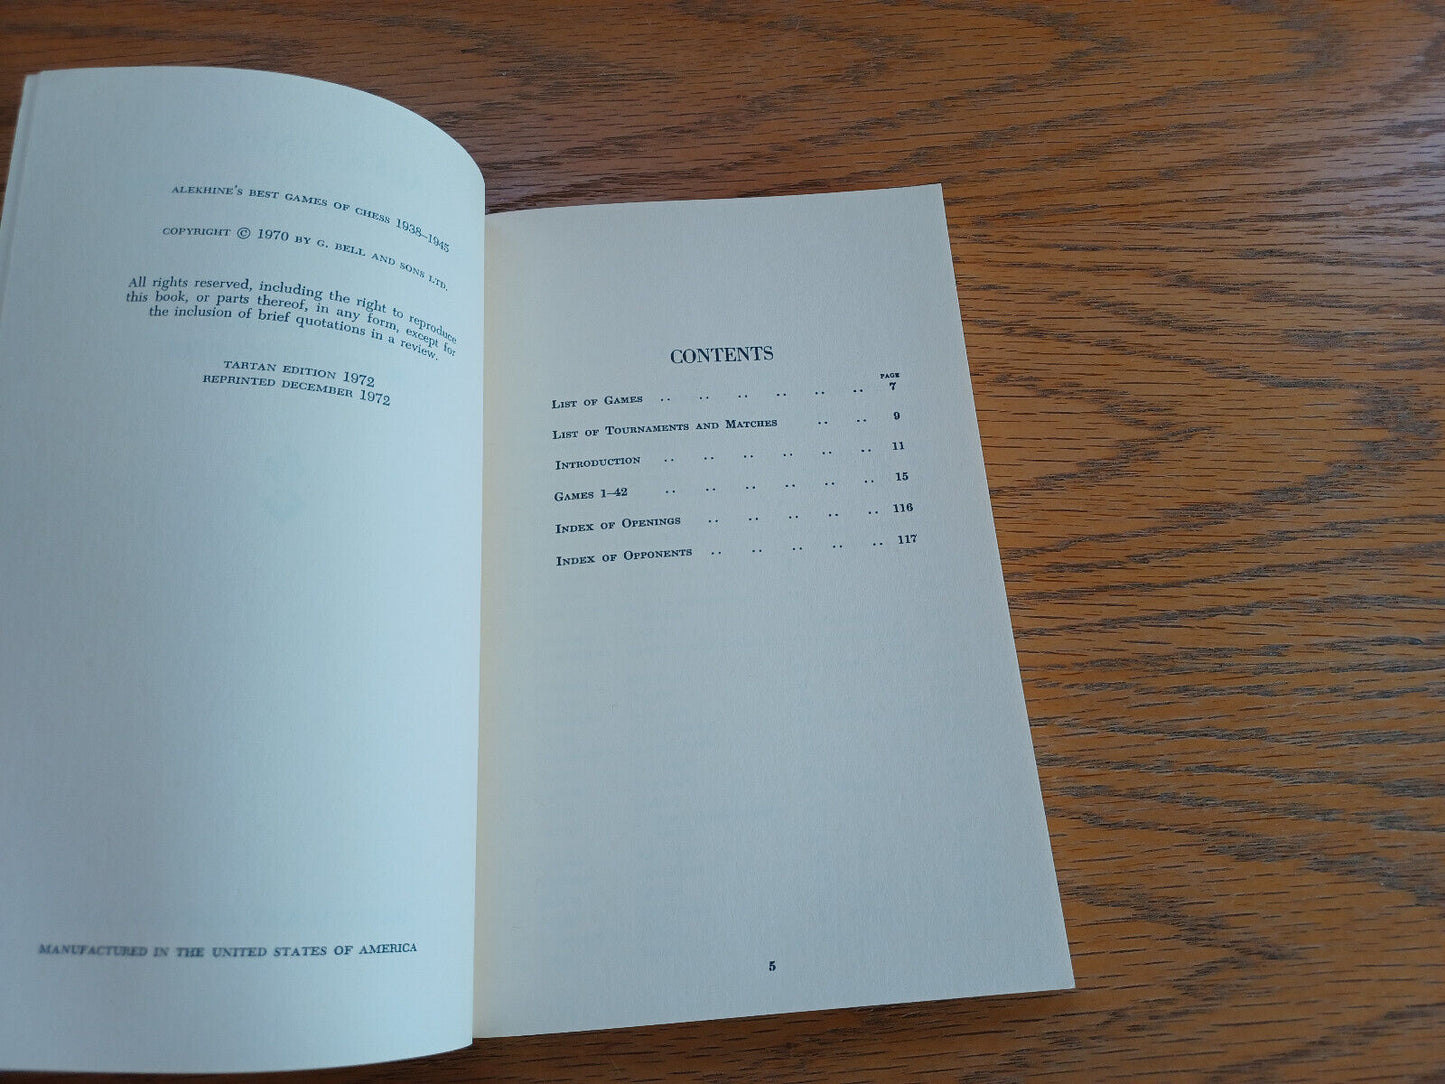 ALEKHINE'S BEST GAMES OF CHESS 1938–1945
COPYRIGHT © 1970 BY G. BELL AND SONS LTD.
All rights reserved, including the right to reproduce
this book, or parts thereof, in any form, except for
the inclusion of brief quotations in a review.
TARTAN EDITION 1972
REPRINTED DECEMBER 1972
MANUFACTURED IN THE UNITED STATES OF AMERICA
CONTENTS
PAGE
LIST OF GAMES .. .. .. .. .. .. 7
LIST OF TOURNAMENTS AND MATCHES .. .. 9
INTRODUCTION .. .. .. .. .. .. 11
GAMES 1–42 .. .. .. .. .. .. 15
INDEX OF OPENINGS .. .. .. .. .. 116
INDEX OF OPPONENTS .. .. .. .. .. 117
5